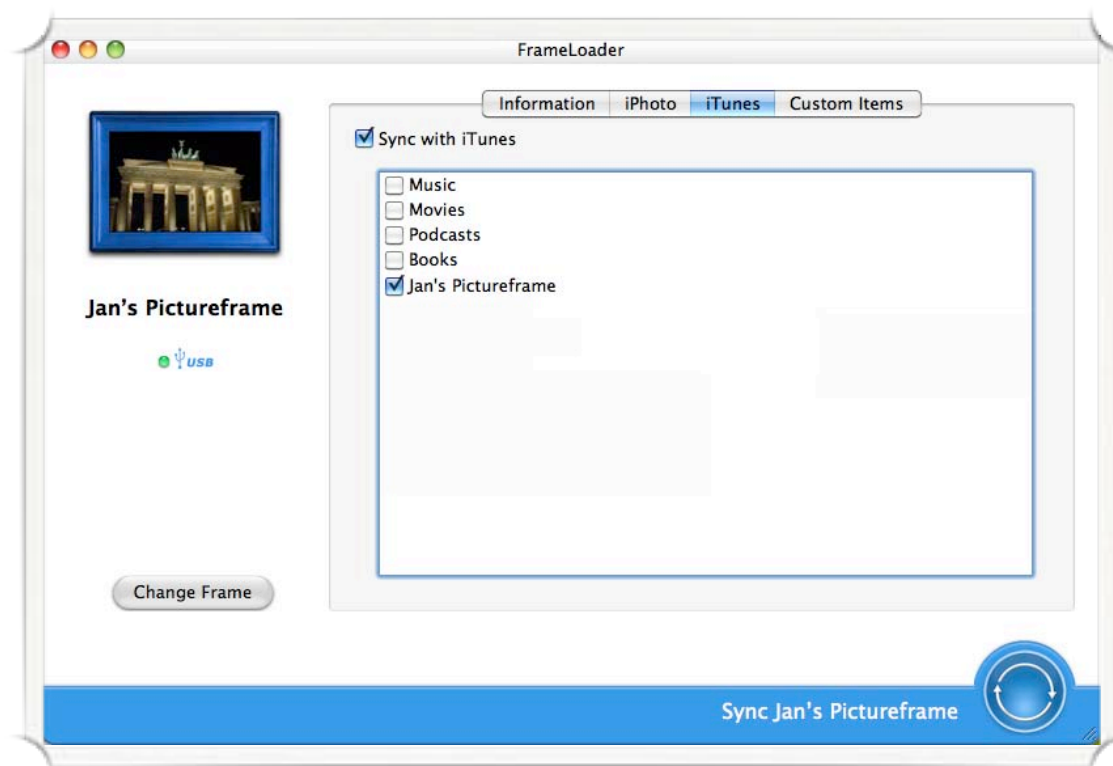 FrameLoader
Information iPhoto iTunes Custom Items
Sync with iTunes
Music
Movies
Podcasts
Books
Jan's Pictureframe
Jan’s Pictureframe
USB
Change Frame
Sync Jan’s Pictureframe